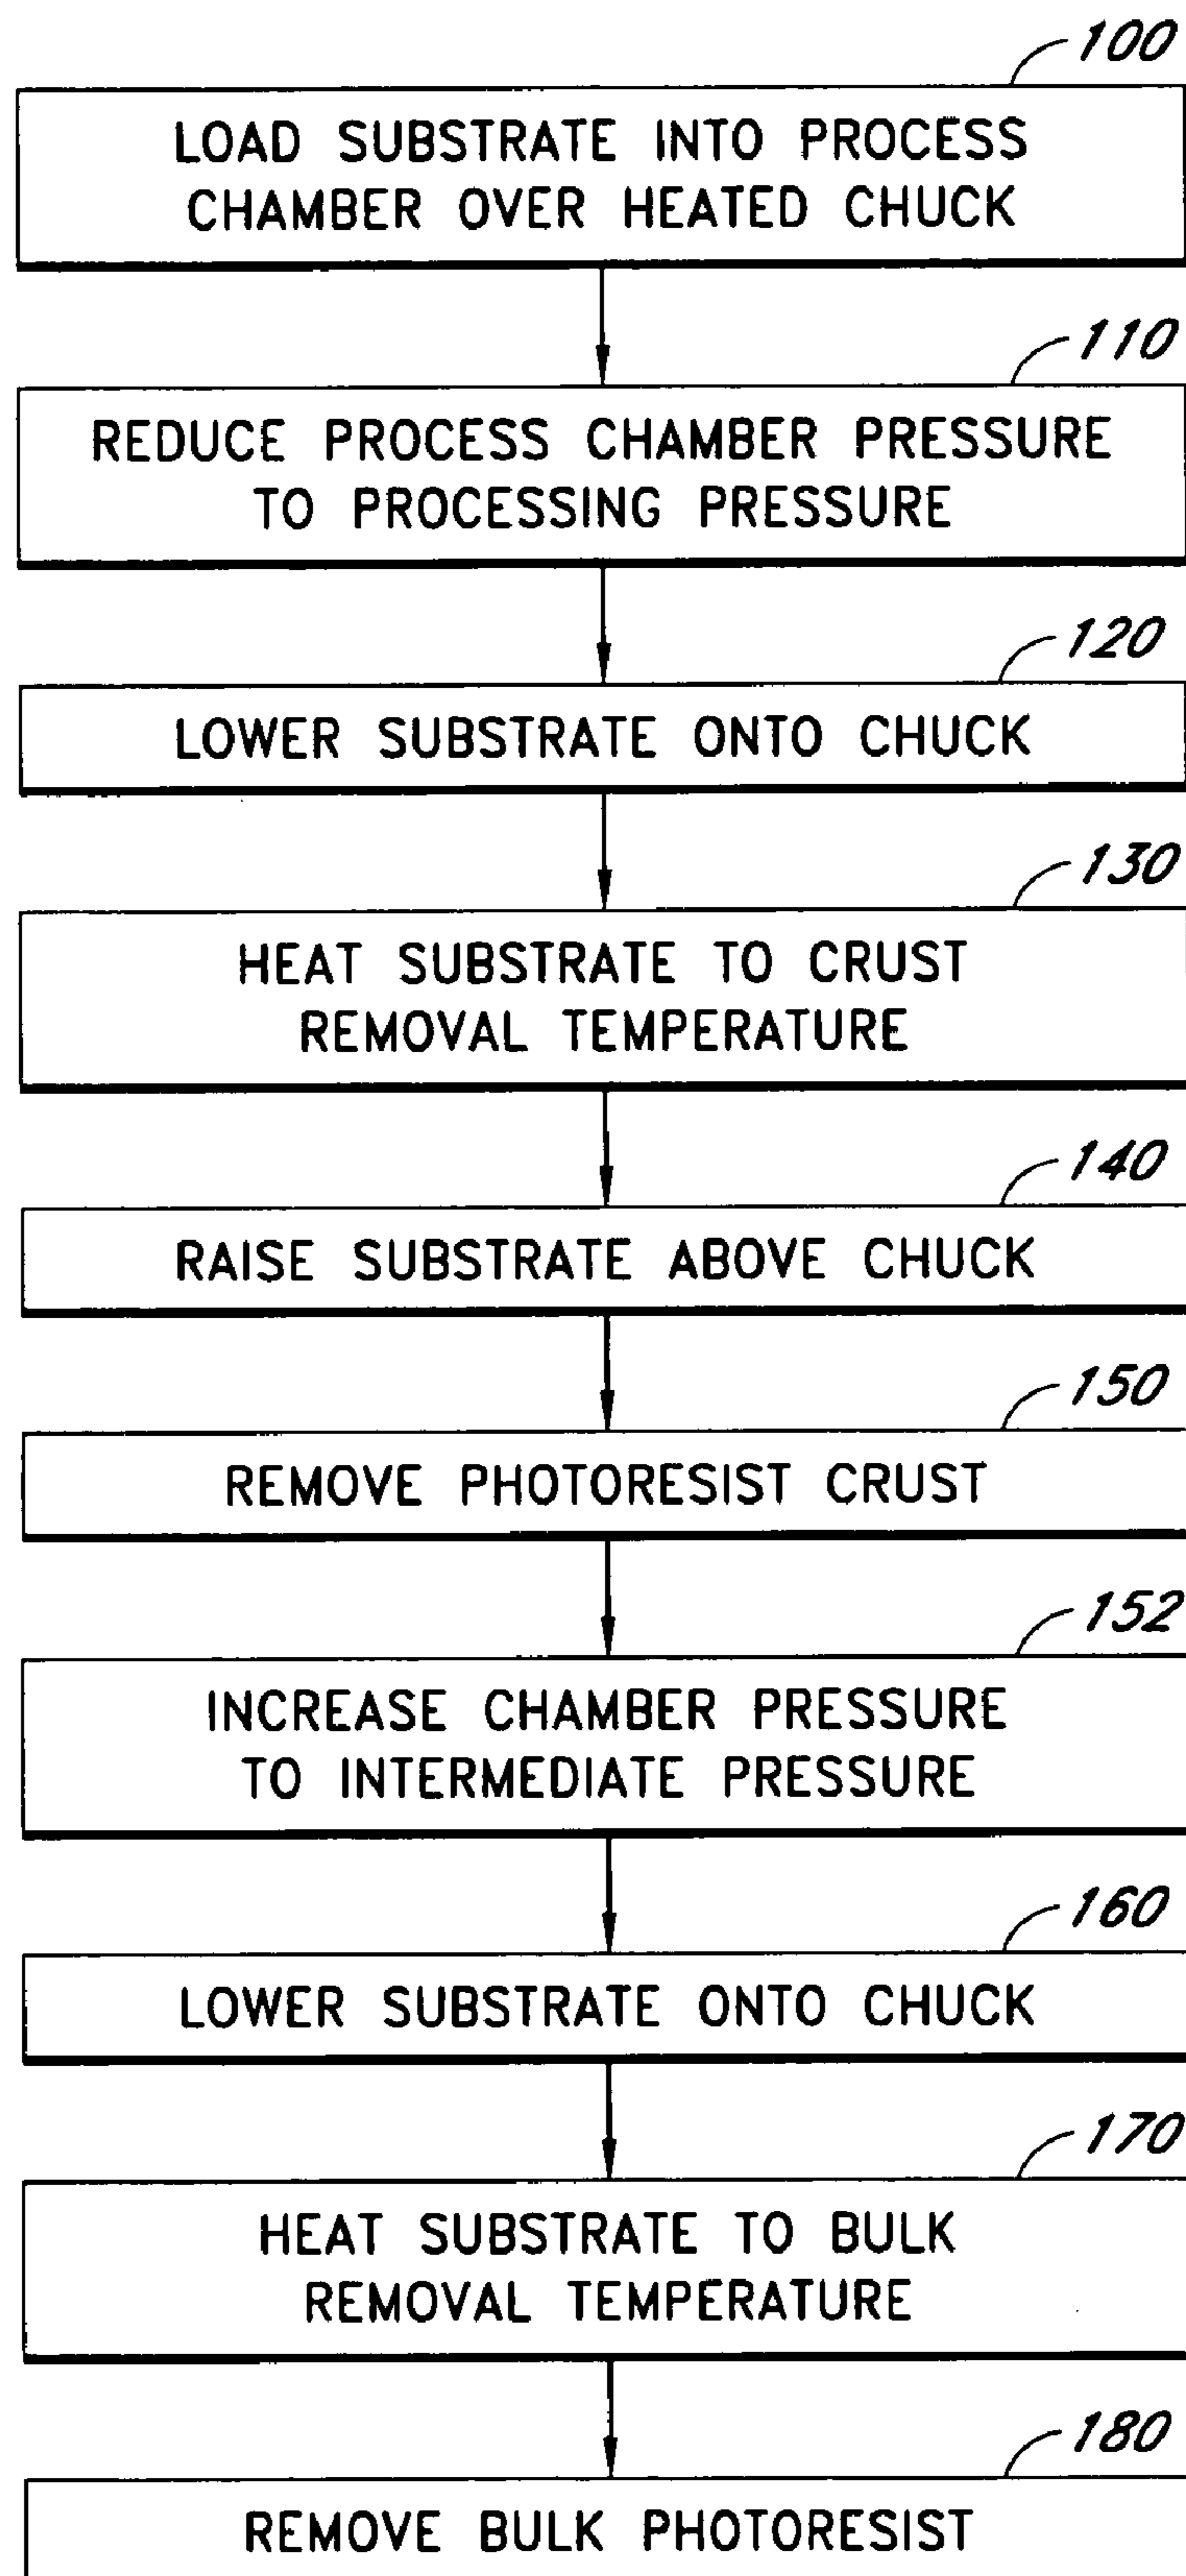 100
LOAD SUBSTRATE INTO PROCESS
CHAMBER OVER HEATED CHUCK
110
REDUCE PROCESS CHAMBER PRESSURE
TO PROCESSING PRESSURE
120
LOWER SUBSTRATE ONTO CHUCK
130
HEAT SUBSTRATE TO CRUST
REMOVAL TEMPERATURE
140
RAISE SUBSTRATE ABOVE CHUCK
150
REMOVE PHOTORESIST CRUST
152
INCREASE CHAMBER PRESSURE
TO INTERMEDIATE PRESSURE
160
LOWER SUBSTRATE ONTO CHUCK
170
HEAT SUBSTRATE TO BULK
REMOVAL TEMPERATURE
180
REMOVE BULK PHOTORESIST